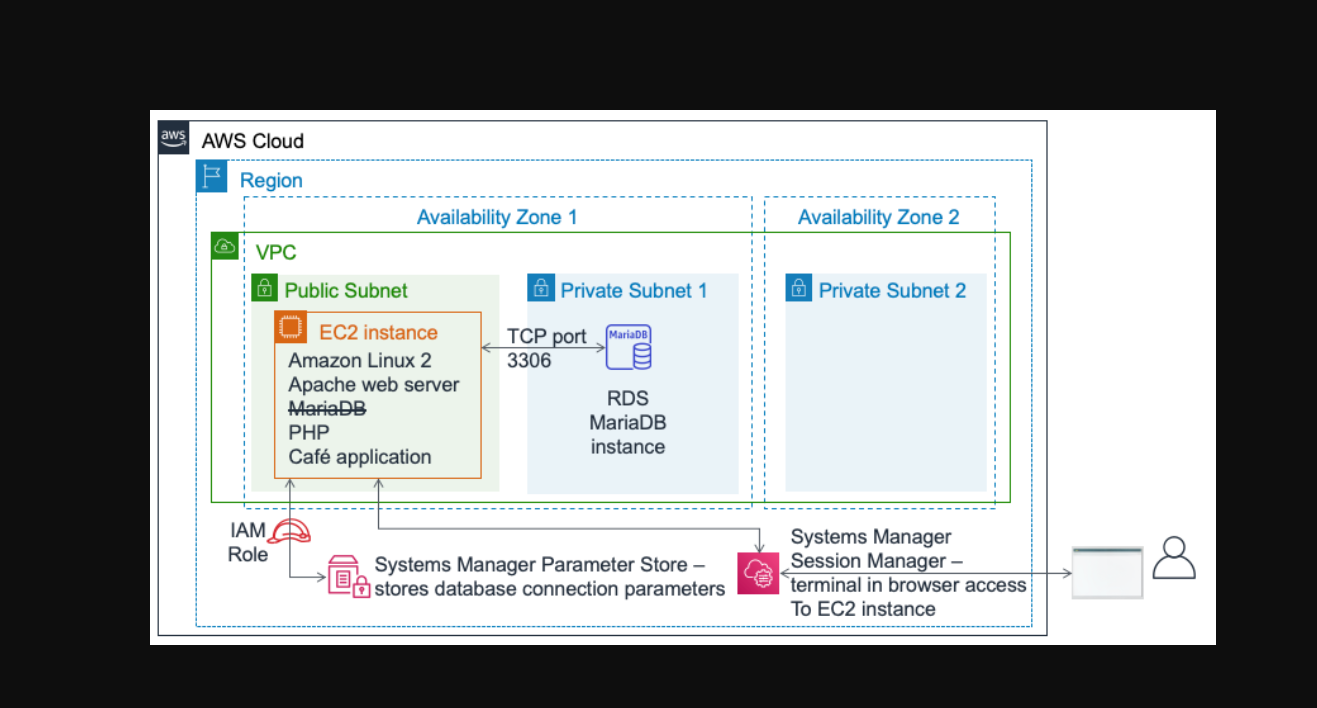 aws
AWS Cloud
Region
Availability Zone 1
Availability Zone 2
VPC
Public Subnet
Private Subnet 1
Private Subnet 2
EC2 instance
Amazon Linux 2
Apache web server
MariaDB
PHP
Café application
TCP port
3306
MariaDB
RDS
MariaDB
instance
IAM
Role
Systems Manager Parameter Store –
stores database connection parameters
Systems Manager
Session Manager –
terminal in browser access
To EC2 instance